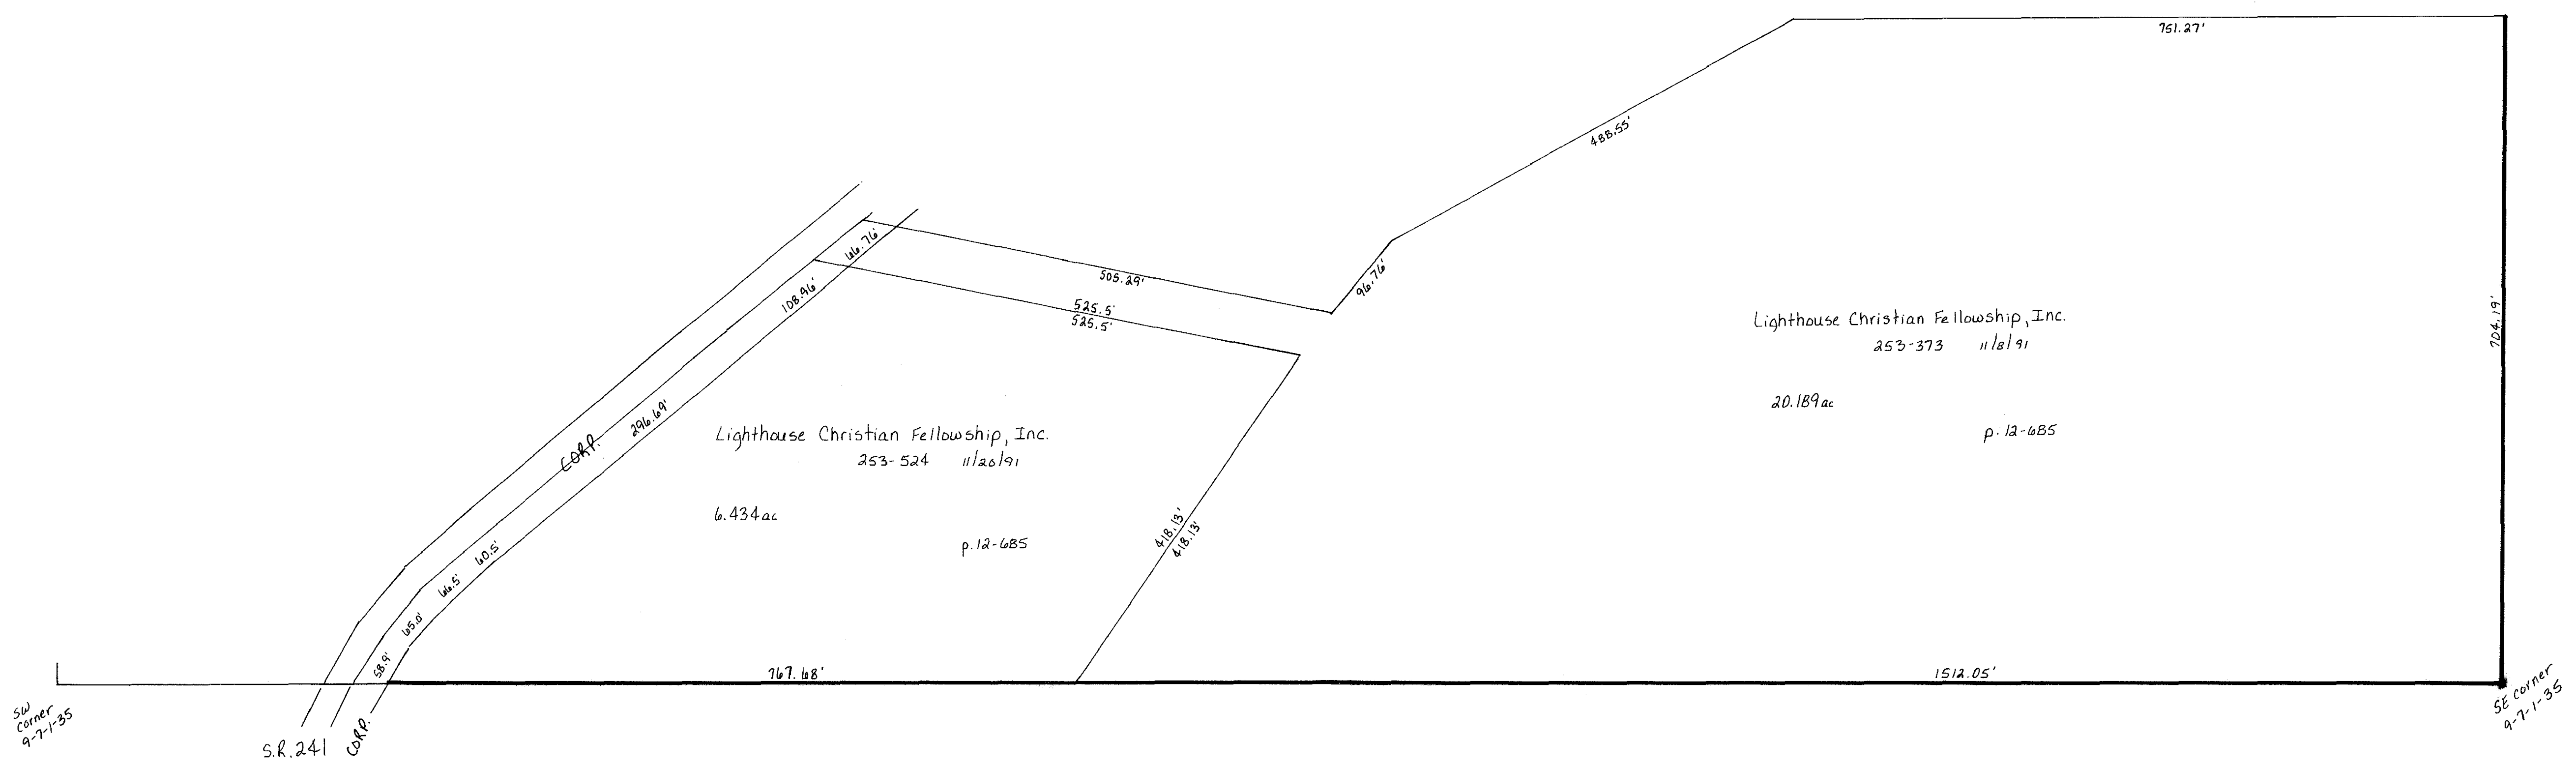 751.27'
488.55'
66.76'
505.29'
96.76'
108.96'
525.5'
525.5'
704.19'
Lighthouse Christian Fellowship, Inc.
253-373 11/8/91
20.189ac
p. 12-685
296.69'
CORP.
Lighthouse Christian Fellowship, Inc.
253-524 11/20/91
6.434ac
p. 12-685
418.13'
418.13'
60.5'
66.5'
65.0'
58.9'
767.68'
1512.05'
SW
Corner
9-7-1-35
S.R. 241
CORP.
SE Corner
9-7-1-35